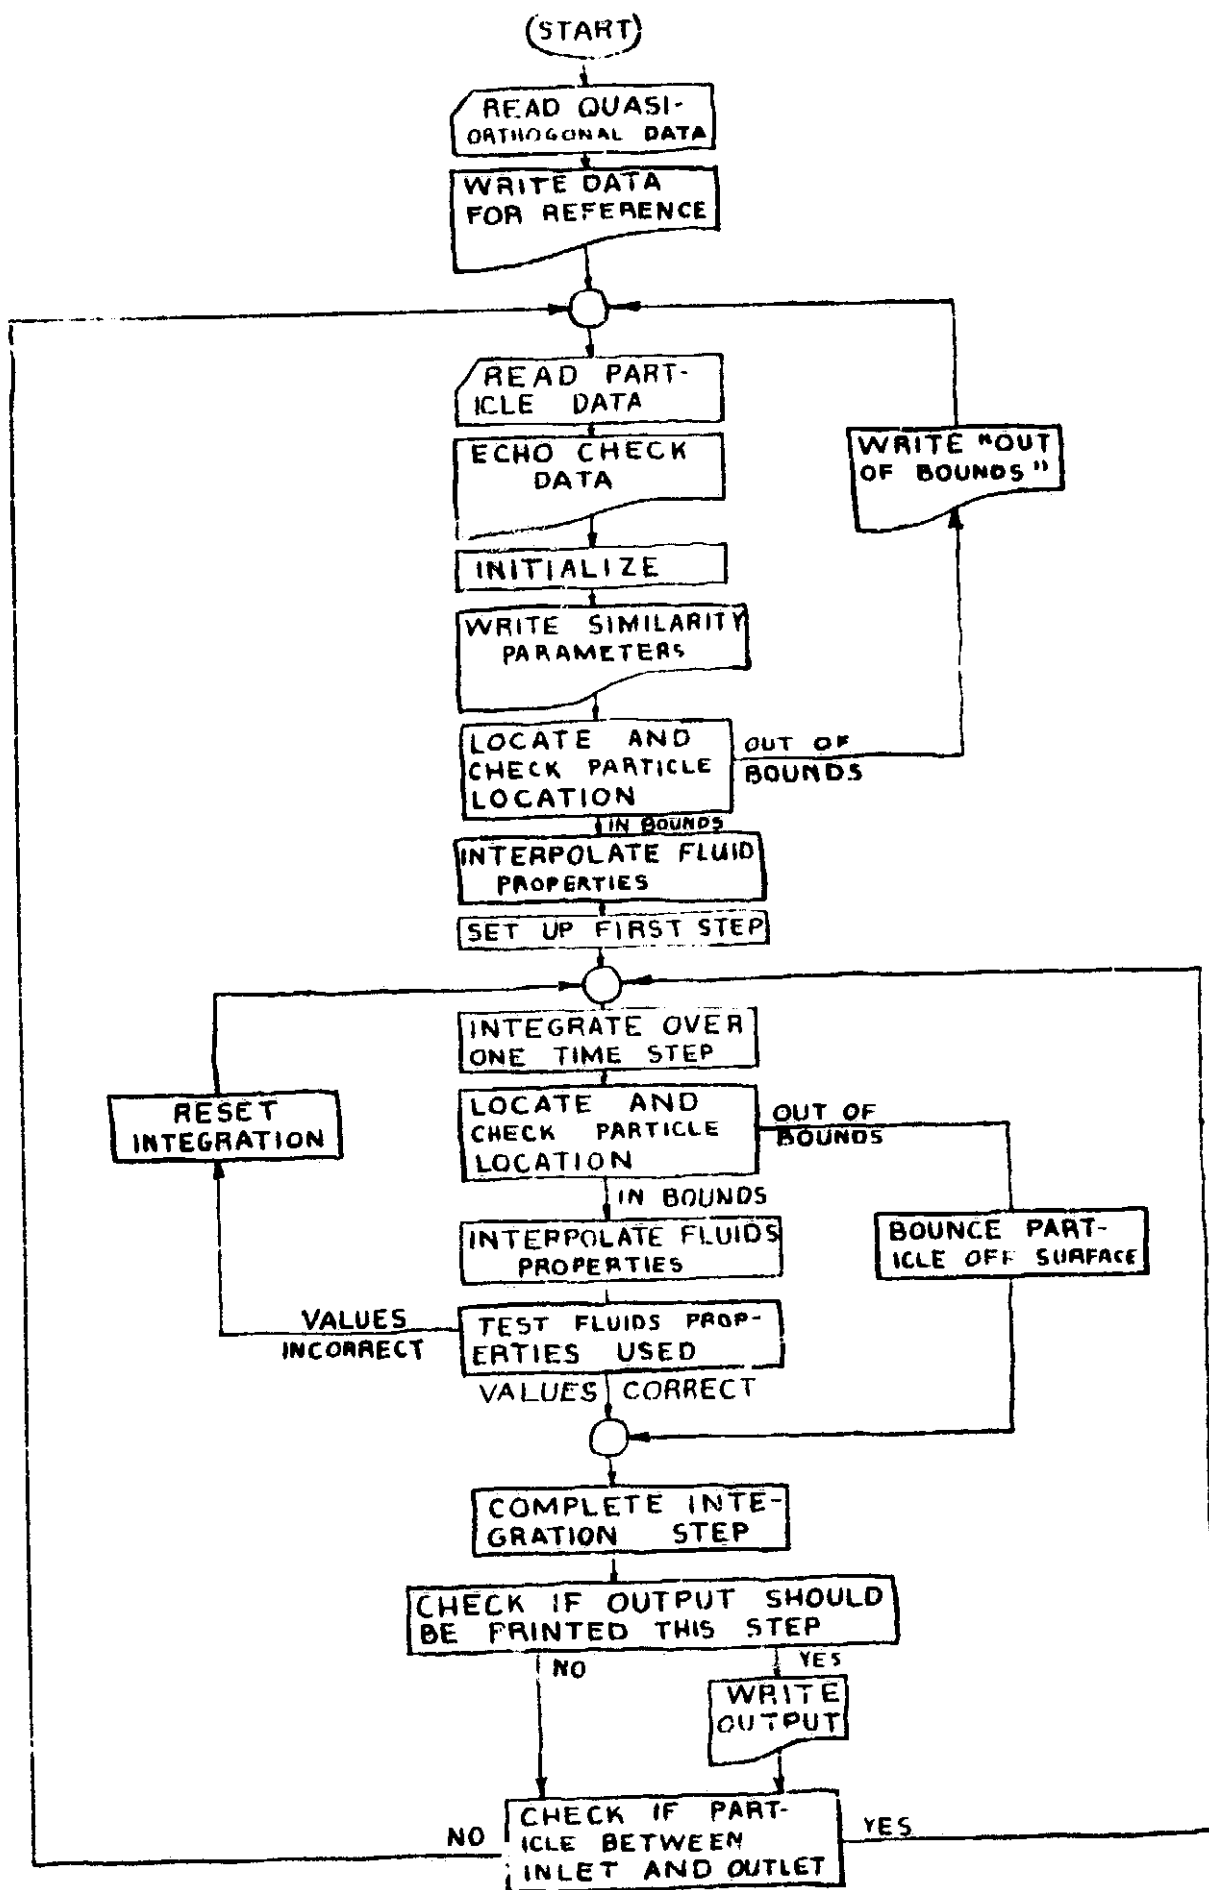 (START)
READ QUASI-
ORTHOGONAL DATA
WRITE DATA
FOR REFERENCE
READ PART-
ICLE DATA
ECHO CHECK
DATA
WRITE "OUT
OF BOUNDS"
INITIALIZE
WRITE SIMILARITY
PARAMETERS
LOCATE AND
CHECK PARTICLE
LOCATION
OUT OF
BOUNDS
IN BOUNDS
INTERPOLATE FLUID
PROPERTIES
SET UP FIRST STEP
INTEGRATE OVER
ONE TIME STEP
RESET
INTEGRATION
LOCATE AND
CHECK PARTICLE
LOCATION
OUT OF
BOUNDS
IN BOUNDS
INTERPOLATE FLUIDS
PROPERTIES
BOUNCE PART-
ICLE OFF SURFACE
VALUES
INCORRECT
TEST FLUIDS PROP-
ERTIES USED
VALUES CORRECT
COMPLETE INTE-
GRATION STEP
CHECK IF OUTPUT SHOULD
BE PRINTED THIS STEP
NO
YES
WRITE
OUTPUT
NO
CHECK IF PART-
ICLE BETWEEN
INLET AND OUTLET
YES